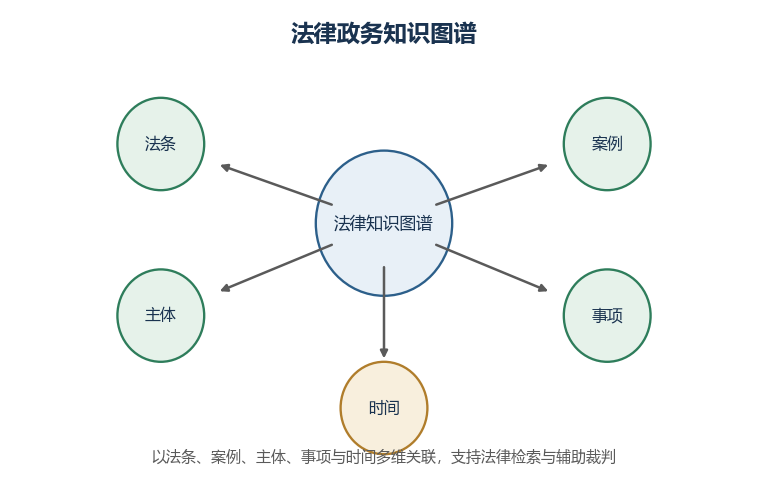 法律政务知识图谱
法条
案例
法律知识图谱
主体
事项
时间
以法条、案例、主体、事项与时间多维关联，支持法律检索与辅助裁判